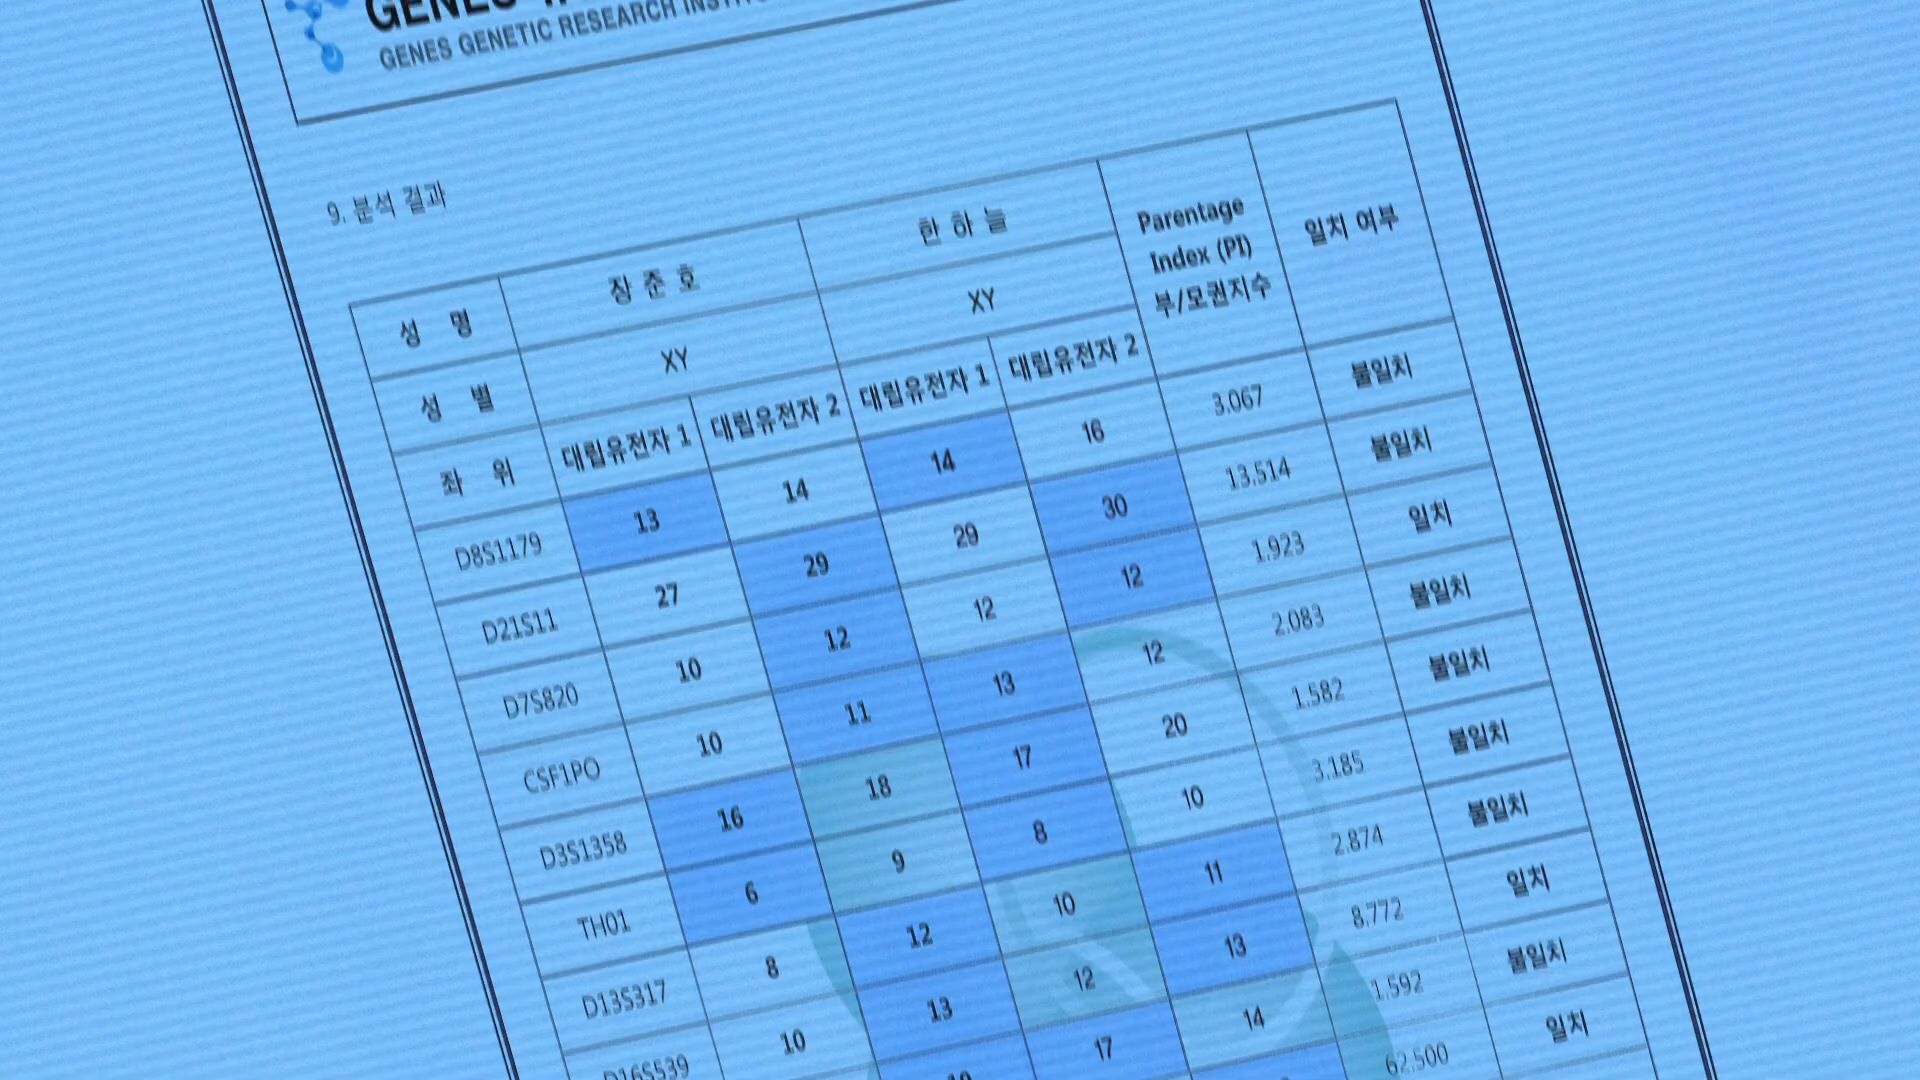 GENES
GENES GENETIC RESEARCH
9. 분석 결과
성 명 장 준 호 한 하 늘 Parentage Index (PI) 부/모권지수 일치 여부
성 별 XY XY
좌 위 대립유전자 1 대립유전자 2 대립유전자 1 대립유전자 2
D8S1179 13 14 14 16 3.067 불일치
D21S11 27 29 29 30 13.514 불일치
D7S820 10 12 12 12 1.923 일치
CSF1PO 10 11 13 12 2.083 불일치
D3S1358 16 18 17 20 1.582 불일치
TH01 6 9 8 10 3.185 불일치
D13S317 8 12 10 11 2.874 불일치
D16S539 10 13 12 13 8.772 일치
17 14 1.592 불일치
62.500 일치